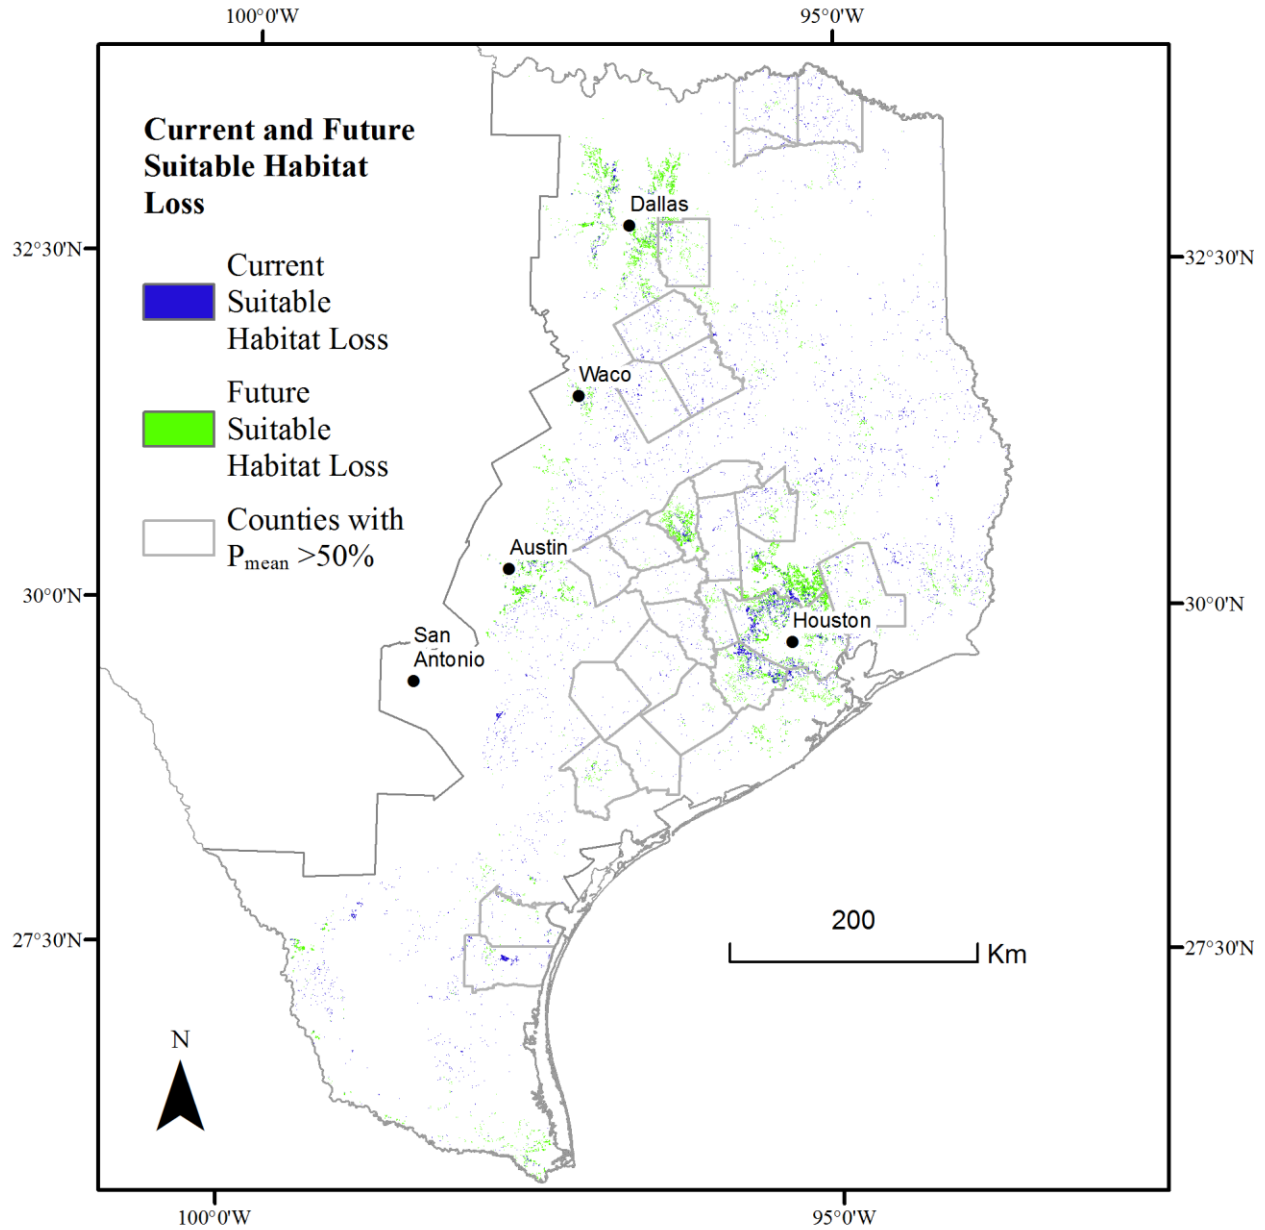 100°0'W 95°0'W
Current and Future
Suitable Habitat
Loss
Current
Suitable
Habitat Loss
Future
Suitable
Habitat Loss
Counties with
Pmean >50%
32°30'N
32°30'N
Dallas
Waco
Austin
30°0'N
30°0'N
Houston
San
Antonio
200
Km
27°30'N
27°30'N
N
100°0'W 95°0'W